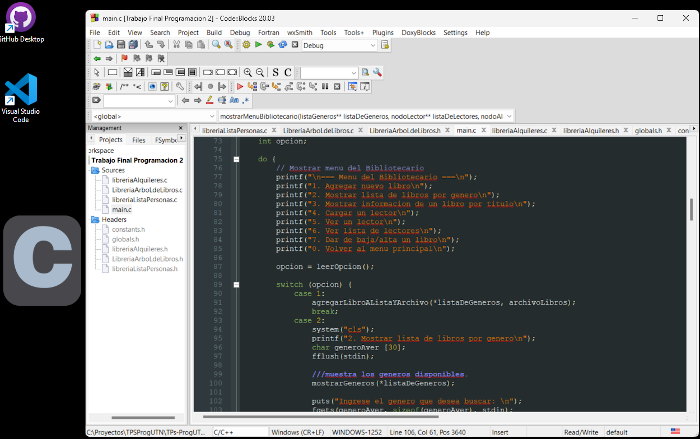 GitHub Desktop
Visual Studio
Code
C
main.c [Trabajo Final Programacion 2] - Code::Blocks 20.03
File Edit View Search Project Build Debug Fortran wxSmith Tools Tools+ Plugins DoxyBlocks Settings Help
Debug
S C
<global>
mostrarMenuBibliotecario(listaGeneros** listaDeGeneros, nodoLector** listaDeLectores, nodoAl
Management
Projects Files FSymbo
libreriaListaPersonas.c LibreriaArbolLdeLibros.c LibreriaArbolLdeLibros.h main.c libreriaAlquileres.c libreriaAlquileres.h globals.h con
orkspace
Trabajo Final Programacion 2
Sources
libreriaAlquileres.c
LibreriaArbolLdeLibros.c
libreriaListaPersonas.c
main.c
Headers
constants.h
globals.h
libreriaAlquileres.h
LibreriaArbolLdeLibros.h
libreriaListaPersonas.h
73 int opcion;
74
75 do {
76 // Mostrar menu del Bibliotecario
77 printf("\n=== Menu del Bibliotecario ===\n");
78 printf("1. Agregar nuevo libro\n");
79 printf("2. Mostrar lista de libros por genero\n");
80 printf("3. Mostrar informacion de un libro por titulo\n");
81 printf("4. Cargar un lector\n");
82 printf("5. Ver un lector\n");
83 printf("6. Ver lista de lectores\n");
84 printf("7. Dar de baja/alta un libro\n");
85 printf("0. Volver al menu principal\n");
86
87 opcion = leerOpcion();
88
89 switch (opcion) {
90 case 1:
91 agregarLibroAListaYArchivo(*listaDeGeneros, archivoLibros);
92 break;
93 case 2:
94 system("cls");
95 printf("2. Mostrar lista de libros por genero\n");
96 char generoAver [30];
97 fflush(stdin);
98
99 ///muestra los generos disponibles.
100 mostrarGeneros(*listaDeGeneros);
101
102 puts("Ingrese el genero que desea buscar: \n");
103 fgets(generoAver, sizeof(generoAver), stdin);
C:\Proyectos\TPSProgUTN\TPs-ProgUT... C/C++ Windows (CR+LF) WINDOWS-1252 Line 106, Col 61, Pos 3640 Insert Read/Write default